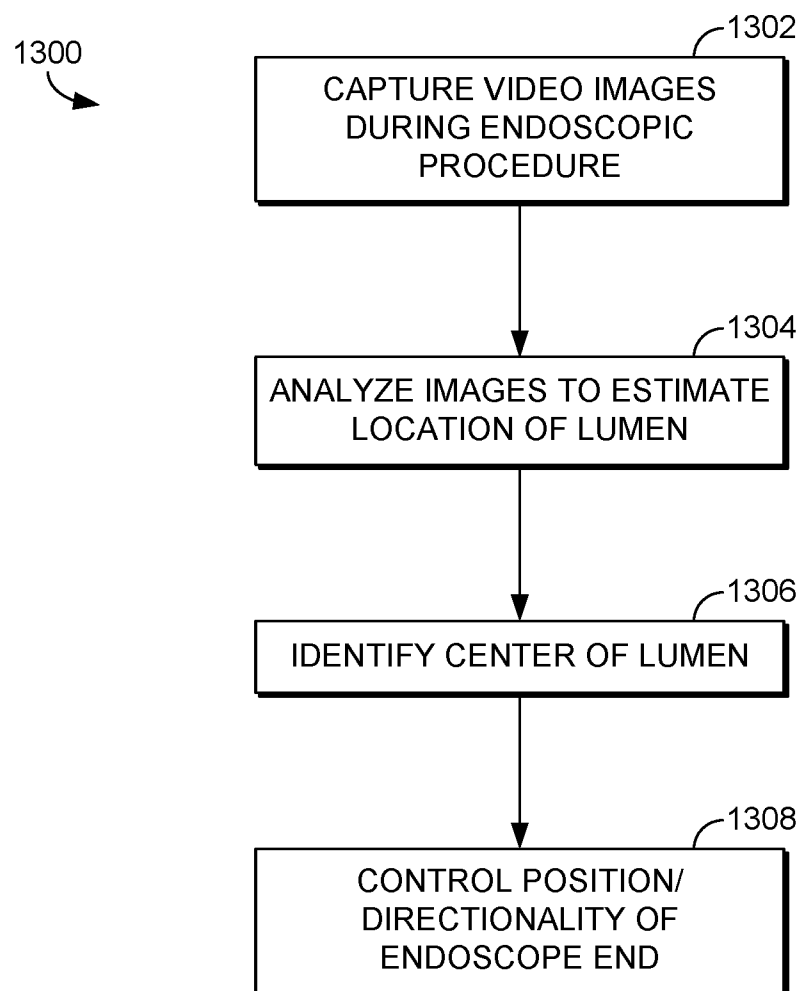 1300
1302
CAPTURE VIDEO IMAGES
DURING ENDOSCOPIC
PROCEDURE
1304
ANALYZE IMAGES TO ESTIMATE
LOCATION OF LUMEN
1306
IDENTIFY CENTER OF LUMEN
1308
CONTROL POSITION/
DIRECTIONALITY OF
ENDOSCOPE END